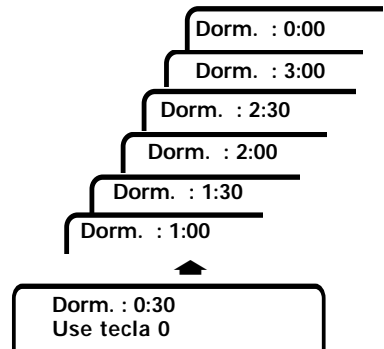 Dorm. : 0:00
Dorm. : 3:00
Dorm. : 2:30
Dorm. : 2:00
Dorm. : 1:30
Dorm. : 1:00
Dorm. : 0:30
Use tecla 0